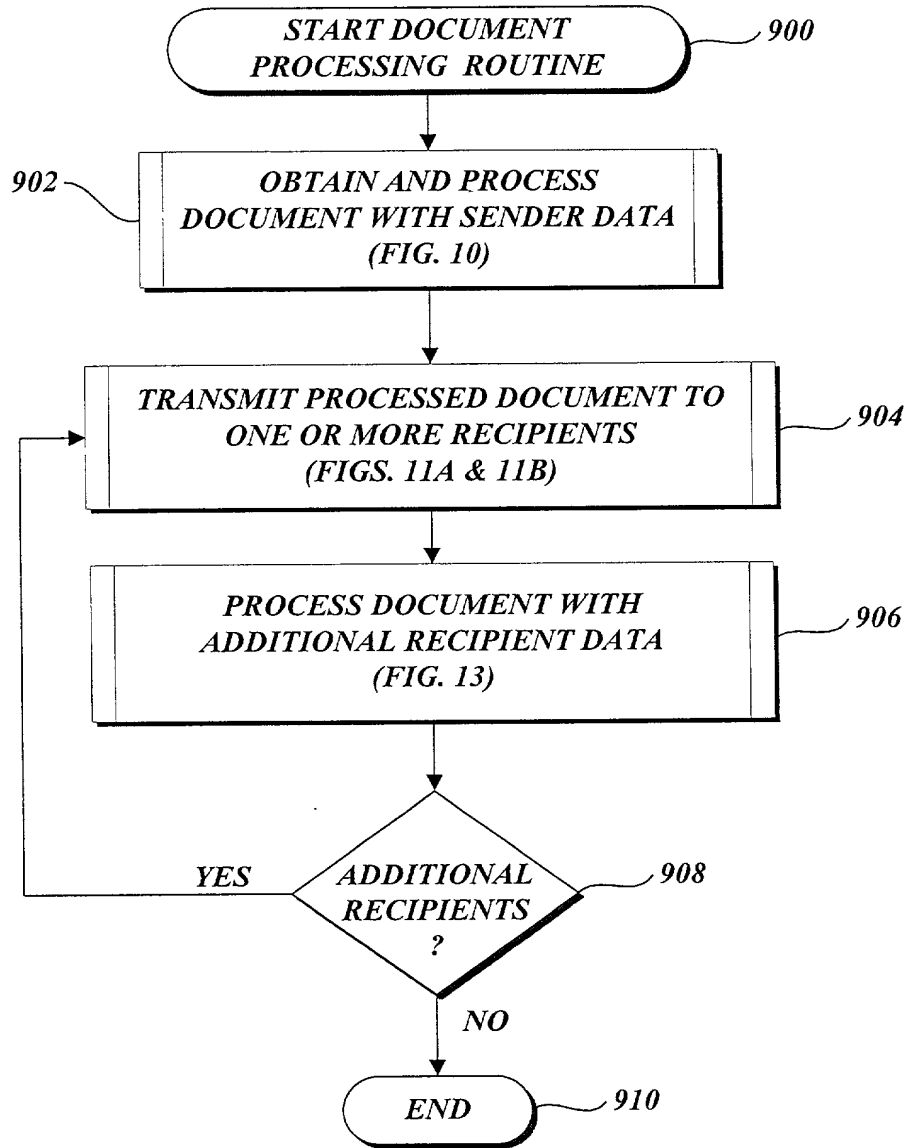 START DOCUMENT
PROCESSING ROUTINE
900
902
OBTAIN AND PROCESS
DOCUMENT WITH SENDER DATA
(FIG. 10)
TRANSMIT PROCESSED DOCUMENT TO
ONE OR MORE RECIPIENTS
(FIGS. 11A & 11B)
904
PROCESS DOCUMENT WITH
ADDITIONAL RECIPIENT DATA
(FIG. 13)
906
YES
ADDITIONAL
RECIPIENTS
?
908
NO
END
910